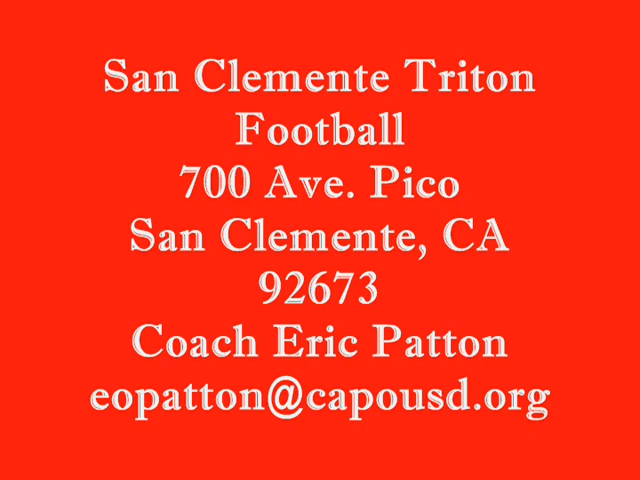 San Clemente Triton
Football
700 Ave. Pico
San Clemente, CA
92673
Coach Eric Patton
eopatton@capousd.org